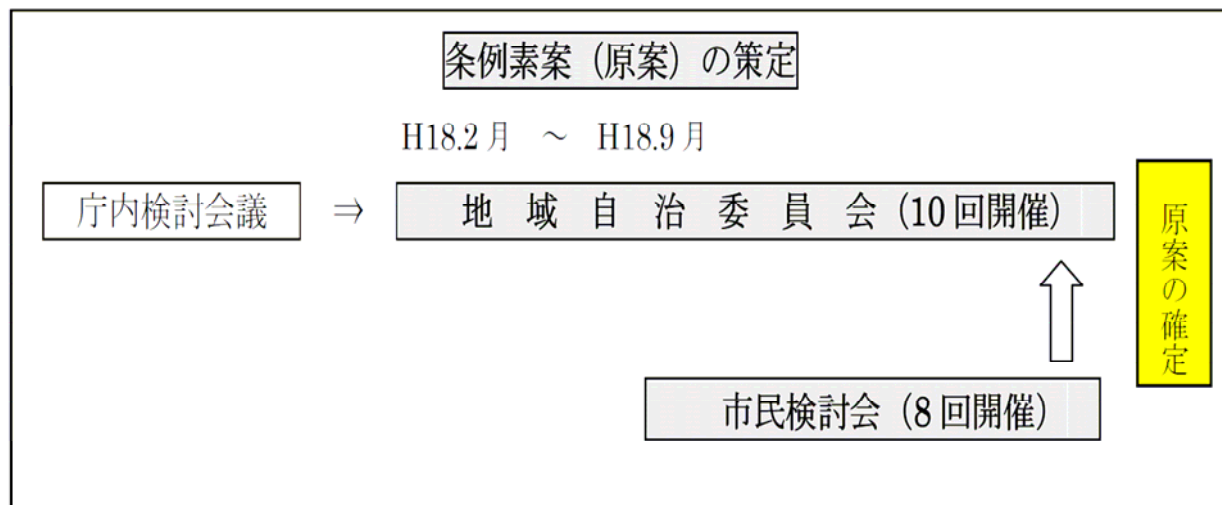 条例素案（原案）の策定
H18.2月　～　H18.9月
庁内検討会議　⇒　地域自治委員会（10回開催）
原案の確定
市民検討会（8回開催）